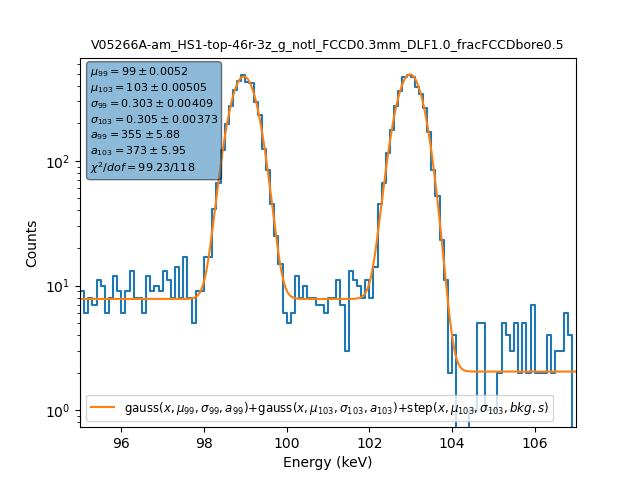 V05266A-am_HS1-top-46r-3z_g_notl_FCCD0.3mm_DLF1.0_fracFCCDbore0.5
μ99 = 99 ± 0.0052
μ103 = 103 ± 0.00505
σ99 = 0.303 ± 0.00409
σ103 = 0.305 ± 0.00373
a99 = 355 ± 5.88
a103 = 373 ± 5.95
χ²/dof = 99.23/118
10²
10¹
10⁰
Counts
gauss(x, μ99, σ99, a99)+gauss(x, μ103, σ103, a103)+step(x, μ103, σ103, bkg, s)
96 98 100 102 104 106
Energy (keV)